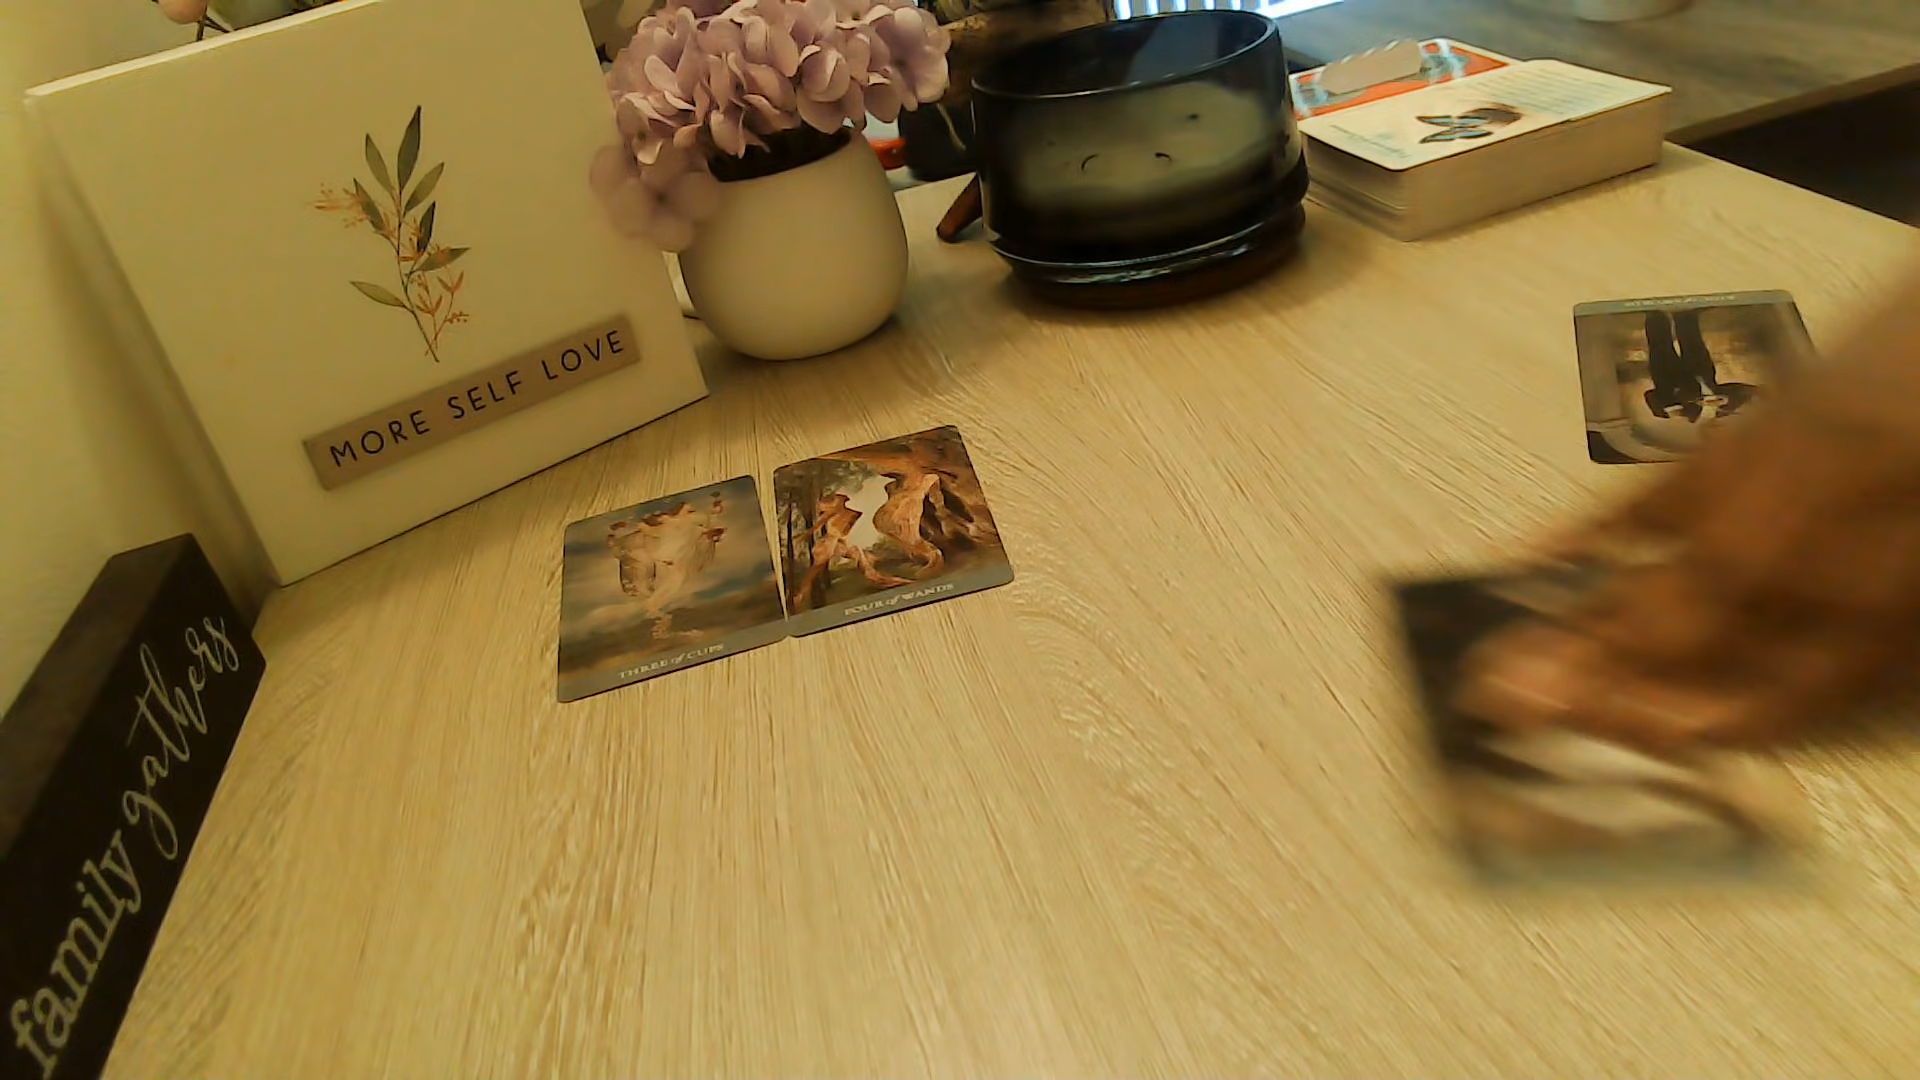 MORE SELF LOVE
family gathers
THREE of CUPS
FOUR of WANDS